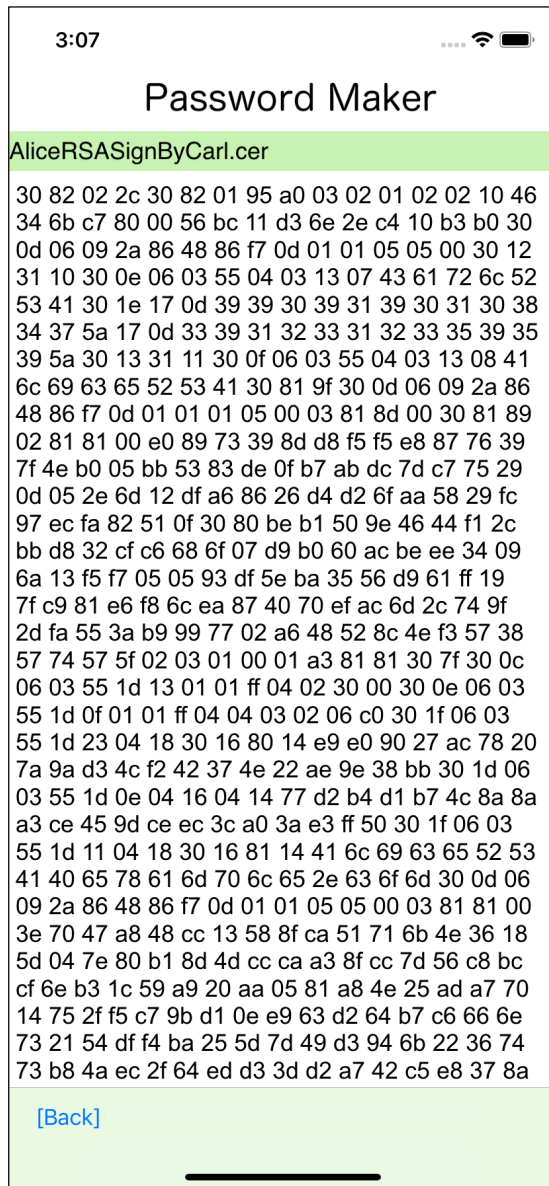 3:07
Password Maker
AliceRSASignByCarl.cer
30 82 02 2c 30 82 01 95 a0 03 02 01 02 02 10 46
34 6b c7 80 00 56 bc 11 d3 6e 2e c4 10 b3 b0 30
0d 06 09 2a 86 48 86 f7 0d 01 01 05 05 00 30 12
31 10 30 0e 06 03 55 04 03 13 07 43 61 72 6c 52
53 41 30 1e 17 0d 39 39 30 39 31 39 30 31 30 38
34 37 5a 17 0d 33 39 31 32 33 31 32 33 35 39 35
39 5a 30 13 31 11 30 0f 06 03 55 04 03 13 08 41
6c 69 63 65 52 53 41 30 81 9f 30 0d 06 09 2a 86
48 86 f7 0d 01 01 01 05 00 03 81 8d 00 30 81 89
02 81 81 00 e0 89 73 39 8d d8 f5 f5 e8 87 76 39
7f 4e b0 05 bb 53 83 de 0f b7 ab dc 7d c7 75 29
0d 05 2e 6d 12 df a6 86 26 d4 d2 6f aa 58 29 fc
97 ec fa 82 51 0f 30 80 be b1 50 9e 46 44 f1 2c
bb d8 32 cf c6 68 6f 07 d9 b0 60 ac be ee 34 09
6a 13 f5 f7 05 05 93 df 5e ba 35 56 d9 61 ff 19
7f c9 81 e6 f8 6c ea 87 40 70 ef ac 6d 2c 74 9f
2d fa 55 3a b9 99 77 02 a6 48 52 8c 4e f3 57 38
57 74 57 5f 02 03 01 00 01 a3 81 81 30 7f 30 0c
06 03 55 1d 13 01 01 ff 04 02 30 00 30 0e 06 03
55 1d 0f 01 01 ff 04 04 03 02 06 c0 30 1f 06 03
55 1d 23 04 18 30 16 80 14 e9 e0 90 27 ac 78 20
7a 9a d3 4c f2 42 37 4e 22 ae 9e 38 bb 30 1d 06
03 55 1d 0e 04 16 04 14 77 d2 b4 d1 b7 4c 8a 8a
a3 ce 45 9d ce ec 3c a0 3a e3 ff 50 30 1f 06 03
55 1d 11 04 18 30 16 81 14 41 6c 69 63 65 52 53
41 40 65 78 61 6d 70 6c 65 2e 63 6f 6d 30 0d 06
09 2a 86 48 86 f7 0d 01 01 05 05 00 03 81 81 00
3e 70 47 a8 48 cc 13 58 8f ca 51 71 6b 4e 36 18
5d 04 7e 80 b1 8d 4d cc ca a3 8f cc 7d 56 c8 bc
cf 6e b3 1c 59 a9 20 aa 05 81 a8 4e 25 ad a7 70
14 75 2f f5 c7 9b d1 0e e9 63 d2 64 b7 c6 66 6e
73 21 54 df f4 ba 25 5d 7d 49 d3 94 6b 22 36 74
73 b8 4a ec 2f 64 ed d3 3d d2 a7 42 c5 e8 37 8a
[Back]